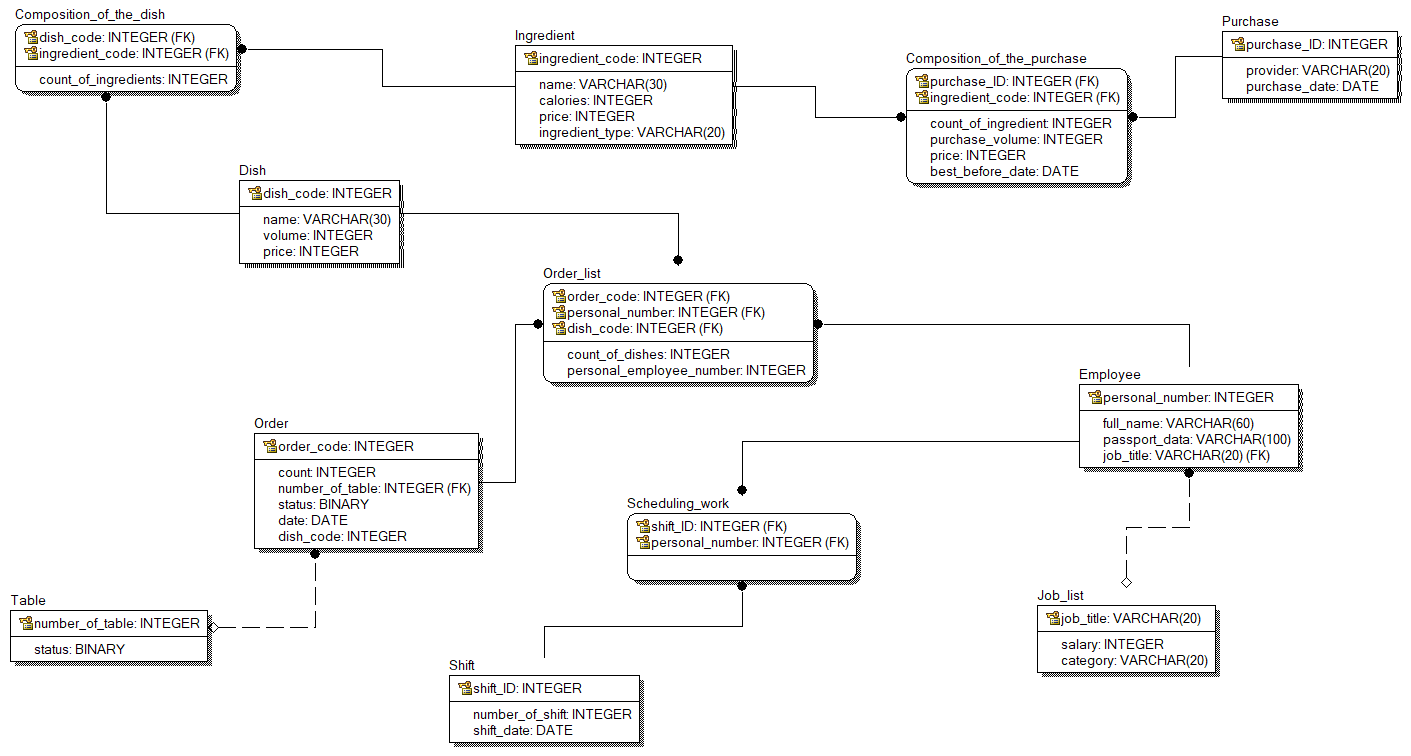 Composition_of_the_dish
dish_code: INTEGER (FK)
ingredient_code: INTEGER (FK)
count_of_ingredients: INTEGER
Ingredient
ingredient_code: INTEGER
name: VARCHAR(30)
calories: INTEGER
price: INTEGER
ingredient_type: VARCHAR(20)
Composition_of_the_purchase
purchase_ID: INTEGER (FK)
ingredient_code: INTEGER (FK)
count_of_ingredient: INTEGER
purchase_volume: INTEGER
price: INTEGER
best_before_date: DATE
Purchase
purchase_ID: INTEGER
provider: VARCHAR(20)
purchase_date: DATE
Dish
dish_code: INTEGER
name: VARCHAR(30)
volume: INTEGER
price: INTEGER
Order_list
order_code: INTEGER (FK)
personal_number: INTEGER (FK)
dish_code: INTEGER (FK)
count_of_dishes: INTEGER
personal_employee_number: INTEGER
Employee
personal_number: INTEGER
full_name: VARCHAR(60)
passport_data: VARCHAR(100)
job_title: VARCHAR(20) (FK)
Order
order_code: INTEGER
count: INTEGER
number_of_table: INTEGER (FK)
status: BINARY
date: DATE
dish_code: INTEGER
Scheduling_work
shift_ID: INTEGER (FK)
personal_number: INTEGER (FK)
Table
number_of_table: INTEGER
status: BINARY
Job_list
job_title: VARCHAR(20)
salary: INTEGER
category: VARCHAR(20)
Shift
shift_ID: INTEGER
number_of_shift: INTEGER
shift_date: DATE